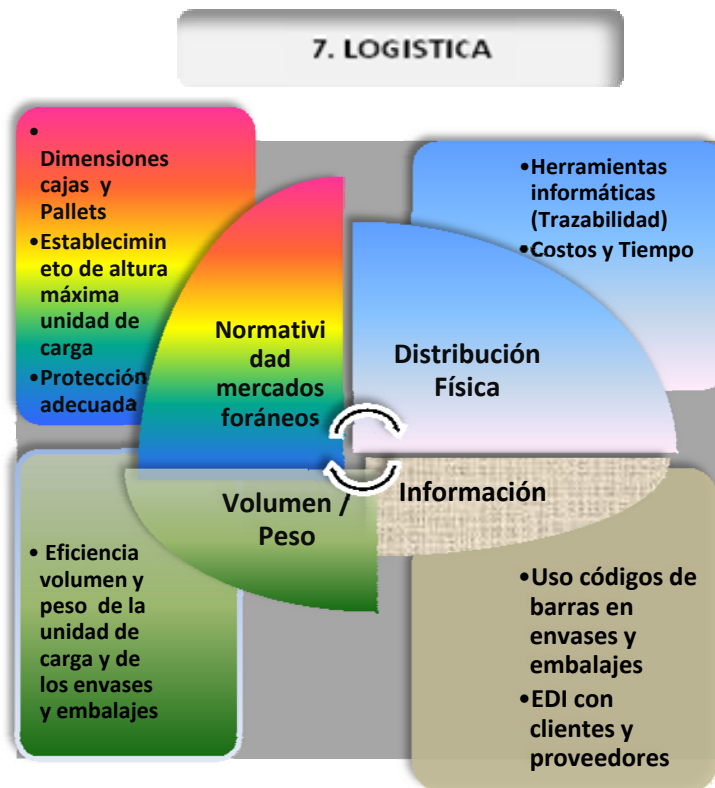 7. LOGISTICA
•
Dimensiones
cajas y
Pallets
•Establecimin
eto de altura
máxima
unidad de
carga
•Protección
adecuada
•Herramientas
informáticas
(Trazabilidad)
•Costos y Tiempo
Normativi
dad
mercados
foráneos
Distribución
Física
Volumen /
Peso
Información
• Eficiencia
volumen y
peso de la
unidad de
carga y de
los envases
y embalajes
•Uso códigos de
barras en
envases y
embalajes
•EDI con
clientes y
proveedores